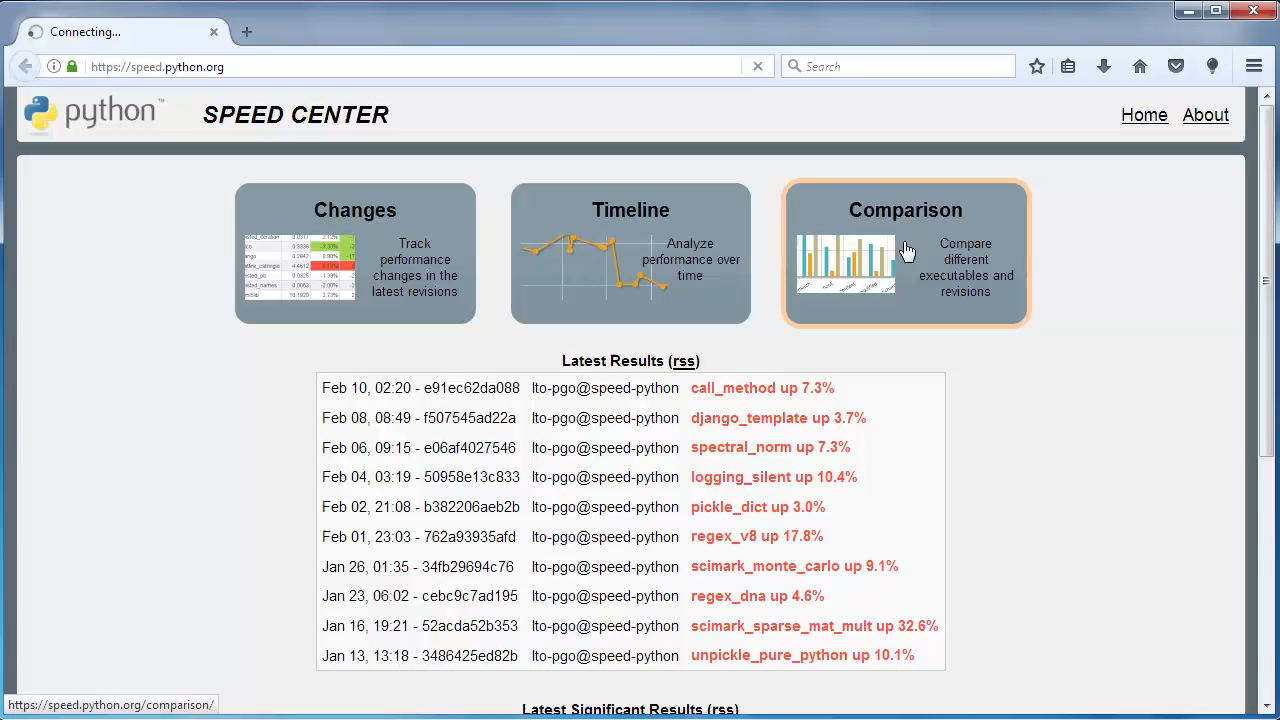 Connecting...
https://speed.python.org
Search
python™
SPEED CENTER
Home
About
Changes
Track
performance
changes in the
latest revisions
Timeline
Analyze
performance over
time
Comparison
Compare
different
executables and
revisions
Latest Results (rss)
Feb 10, 02:20 - e91ec62da088 lto-pgo@speed-python call_method up 7.3%
Feb 08, 08:49 - f507545ad22a lto-pgo@speed-python django_template up 3.7%
Feb 06, 09:15 - e06af4027546 lto-pgo@speed-python spectral_norm up 7.3%
Feb 04, 03:19 - 50958e13c833 lto-pgo@speed-python logging_silent up 10.4%
Feb 02, 21:08 - b382206aeb2b lto-pgo@speed-python pickle_dict up 3.0%
Feb 01, 23:03 - 762a93935afd lto-pgo@speed-python regex_v8 up 17.8%
Jan 26, 01:35 - 34fb29694c76 lto-pgo@speed-python scimark_monte_carlo up 9.1%
Jan 23, 06:02 - cebc9c7ad195 lto-pgo@speed-python regex_dna up 4.6%
Jan 16, 19:21 - 52acda52b353 lto-pgo@speed-python scimark_sparse_mat_mult up 32.6%
Jan 13, 13:18 - 3486425ed82b lto-pgo@speed-python unpickle_pure_python up 10.1%
Latest Significant Results (rss)
https://speed.python.org/comparison/